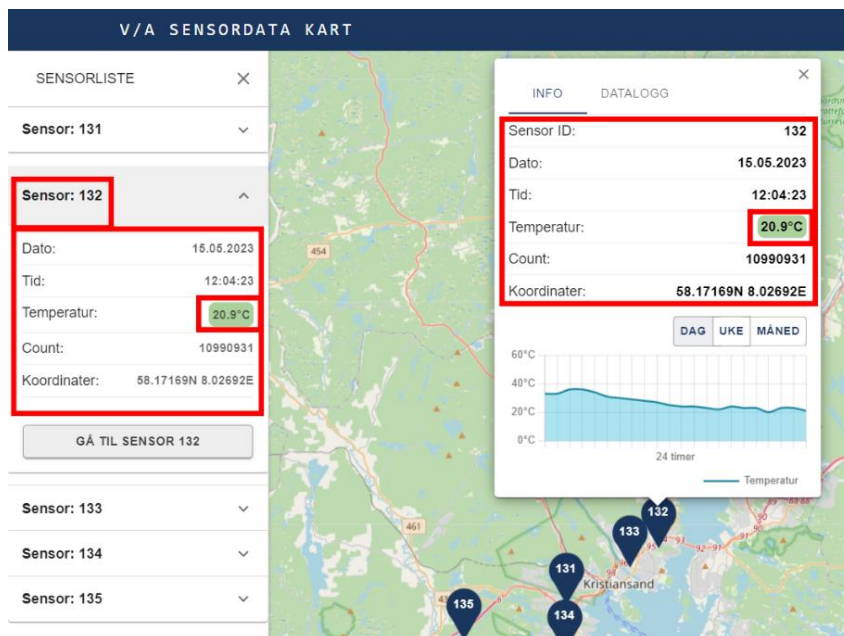 V/A SENSORDATA KART
SENSORLISTE
Sensor: 131
Sensor: 132
Dato: 15.05.2023
Tid: 12:04:23
Temperatur: 20.9°C
Count: 10990931
Koordinater: 58.17169N 8.02692E
GÅ TIL SENSOR 132
Sensor: 133
Sensor: 134
Sensor: 135
INFO DATALOGG
Sensor ID: 132
Dato: 15.05.2023
Tid: 12:04:23
Temperatur: 20.9°C
Count: 10990931
Koordinater: 58.17169N 8.02692E
DAG UKE MÅNED
60°C
40°C
20°C
0°C
24 timer
Temperatur
454
461
132
133
131
Kristiansand
135
134